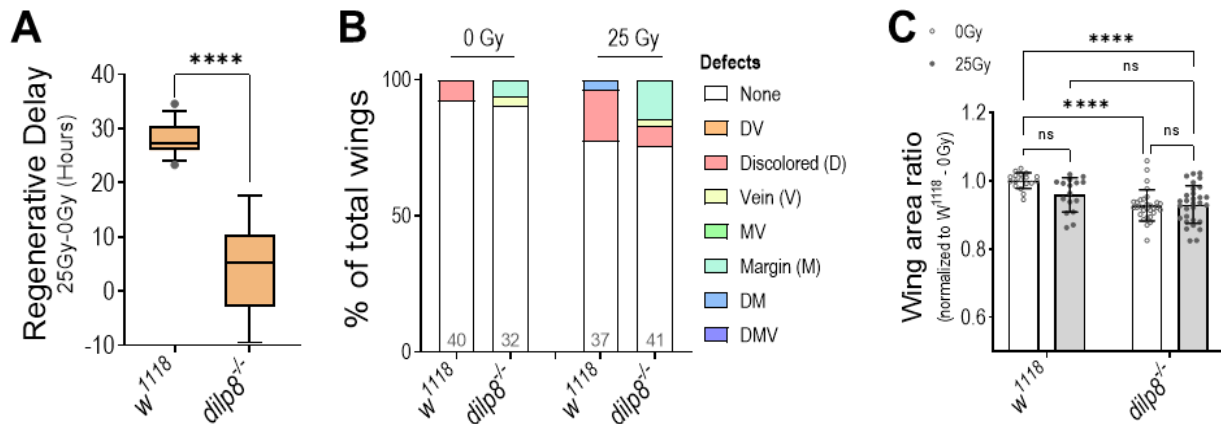 A
Regenerative Delay
25Gy-0Gy (Hours)
****
40
30
20
10
0
-10
w1118
dilp8-/-
B
% of total wings
0 Gy
25 Gy
100
50
0
40
32
37
41
w1118
dilp8-/-
w1118
dilp8-/-
Defects
None
DV
Discolored (D)
Vein (V)
MV
Margin (M)
DM
DMV
C
0Gy
25Gy
Wing area ratio
(normalized to W1118 - 0Gy)
****
ns
****
ns
ns
1.2
1.0
0.8
0.6
w1118
dilp8-/-